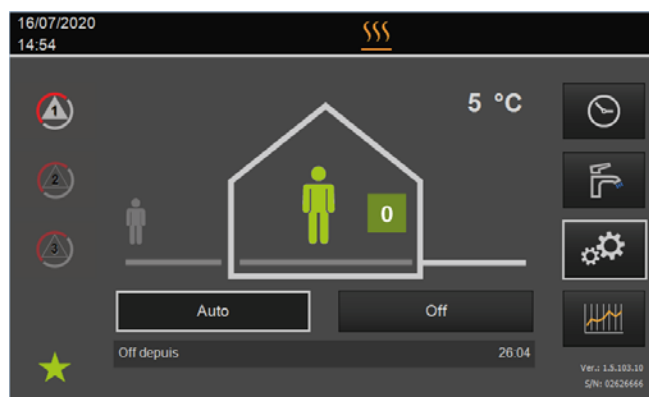 16/07/2020
14:54
5 °C
1
2
3
0
Auto
Off
Off depuis
26:04
Ver.: 1.5.103.10
S/N: 02626666